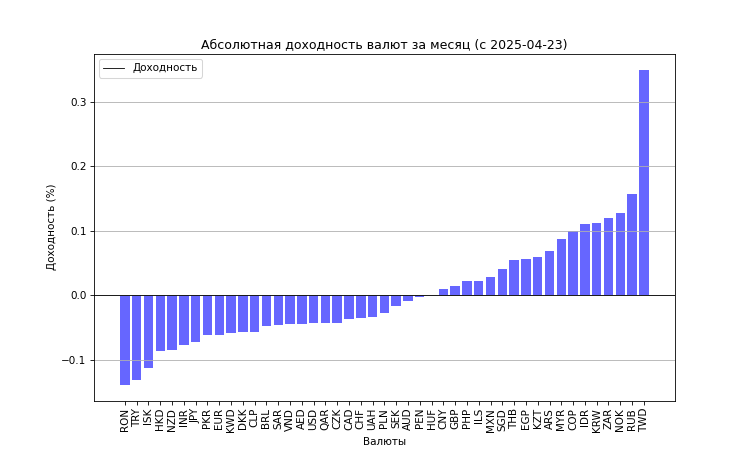 Абсолютная доходность валют за месяц (с 2025-04-23)
Доходность
Доходность (%)
0.3
0.2
0.1
0.0
−0.1
RON TRY ISK HKD NZD INR JPY PKR EUR KWD DKK CLP BRL SAR VND AED USD QAR CZK CAD CHF UAH PLN SEK AUD PEN HUF CNY GBP PHP ILS MXN SGD THB EGP KZT ARS MYR COP IDR KRW ZAR NOK RUB TWD
Валюты